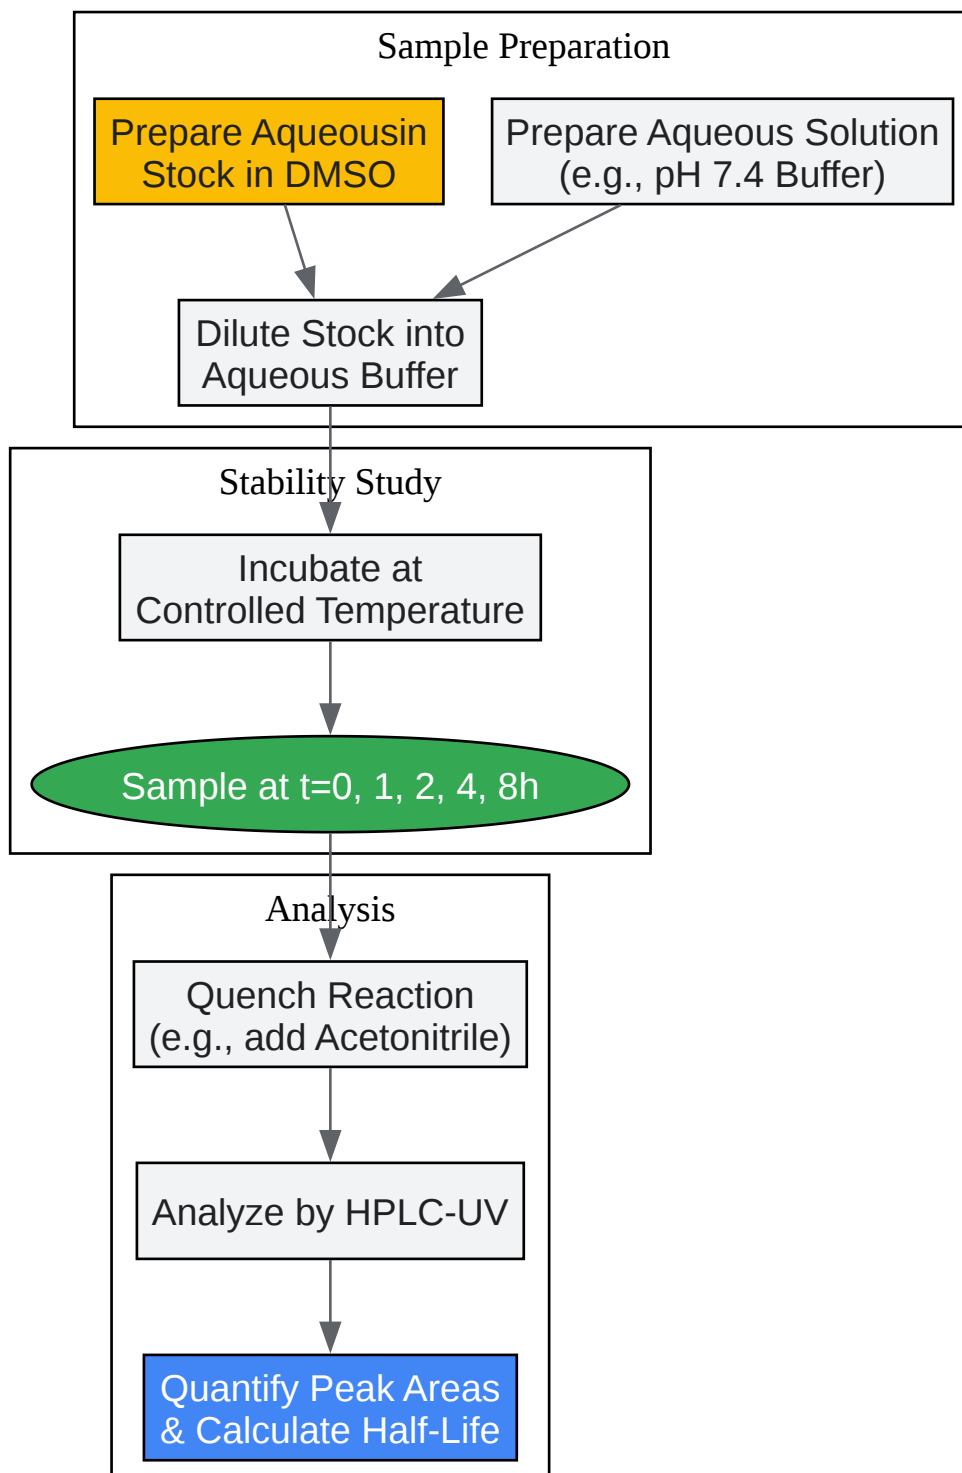 Sample Preparation
Prepare Aqueousin
Stock in DMSO
Prepare Aqueous Solution
(e.g., pH 7.4 Buffer)
Dilute Stock into
Aqueous Buffer
Stability Study
Incubate at
Controlled Temperature
Sample at t=0, 1, 2, 4, 8h
Analysis
Quench Reaction
(e.g., add Acetonitrile)
Analyze by HPLC-UV
Quantify Peak Areas
& Calculate Half-Life